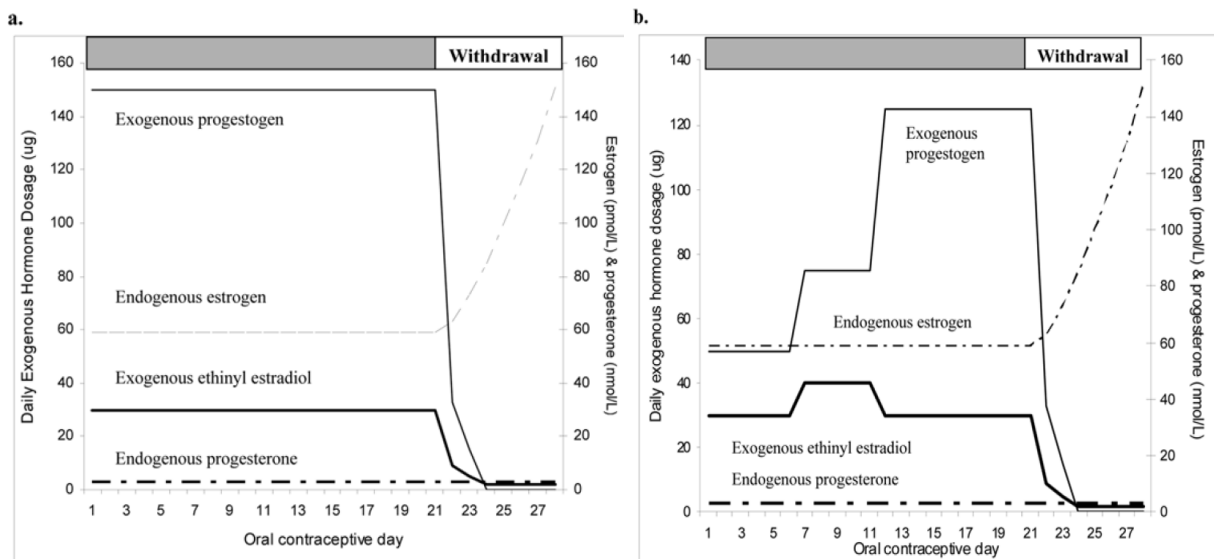 a.
Withdrawal
160
140
120
100
80
60
40
20
0
Daily Exogenous Hormone Dosage (ug)
Exogenous progestogen
Endogenous estrogen
Exogenous ethinyl estradiol
Endogenous progesterone
160
140
120
100
80
60
40
20
0
Estrogen (pmol/L) & progesterone (nmol/L)
1 3 5 7 9 11 13 15 17 19 21 23 25 27
Oral contraceptive day
b.
Withdrawal
140
120
100
80
60
40
20
0
Daily exogenous hormone dosage (ug)
Exogenous
progestogen
Endogenous estrogen
Exogenous ethinyl estradiol
Endogenous progesterone
160
140
120
100
80
60
40
20
0
Estrogen (pmol/L) & progesterone (nmol/L)
1 3 5 7 9 11 13 15 17 19 21 23 25 27
Oral contraceptive day